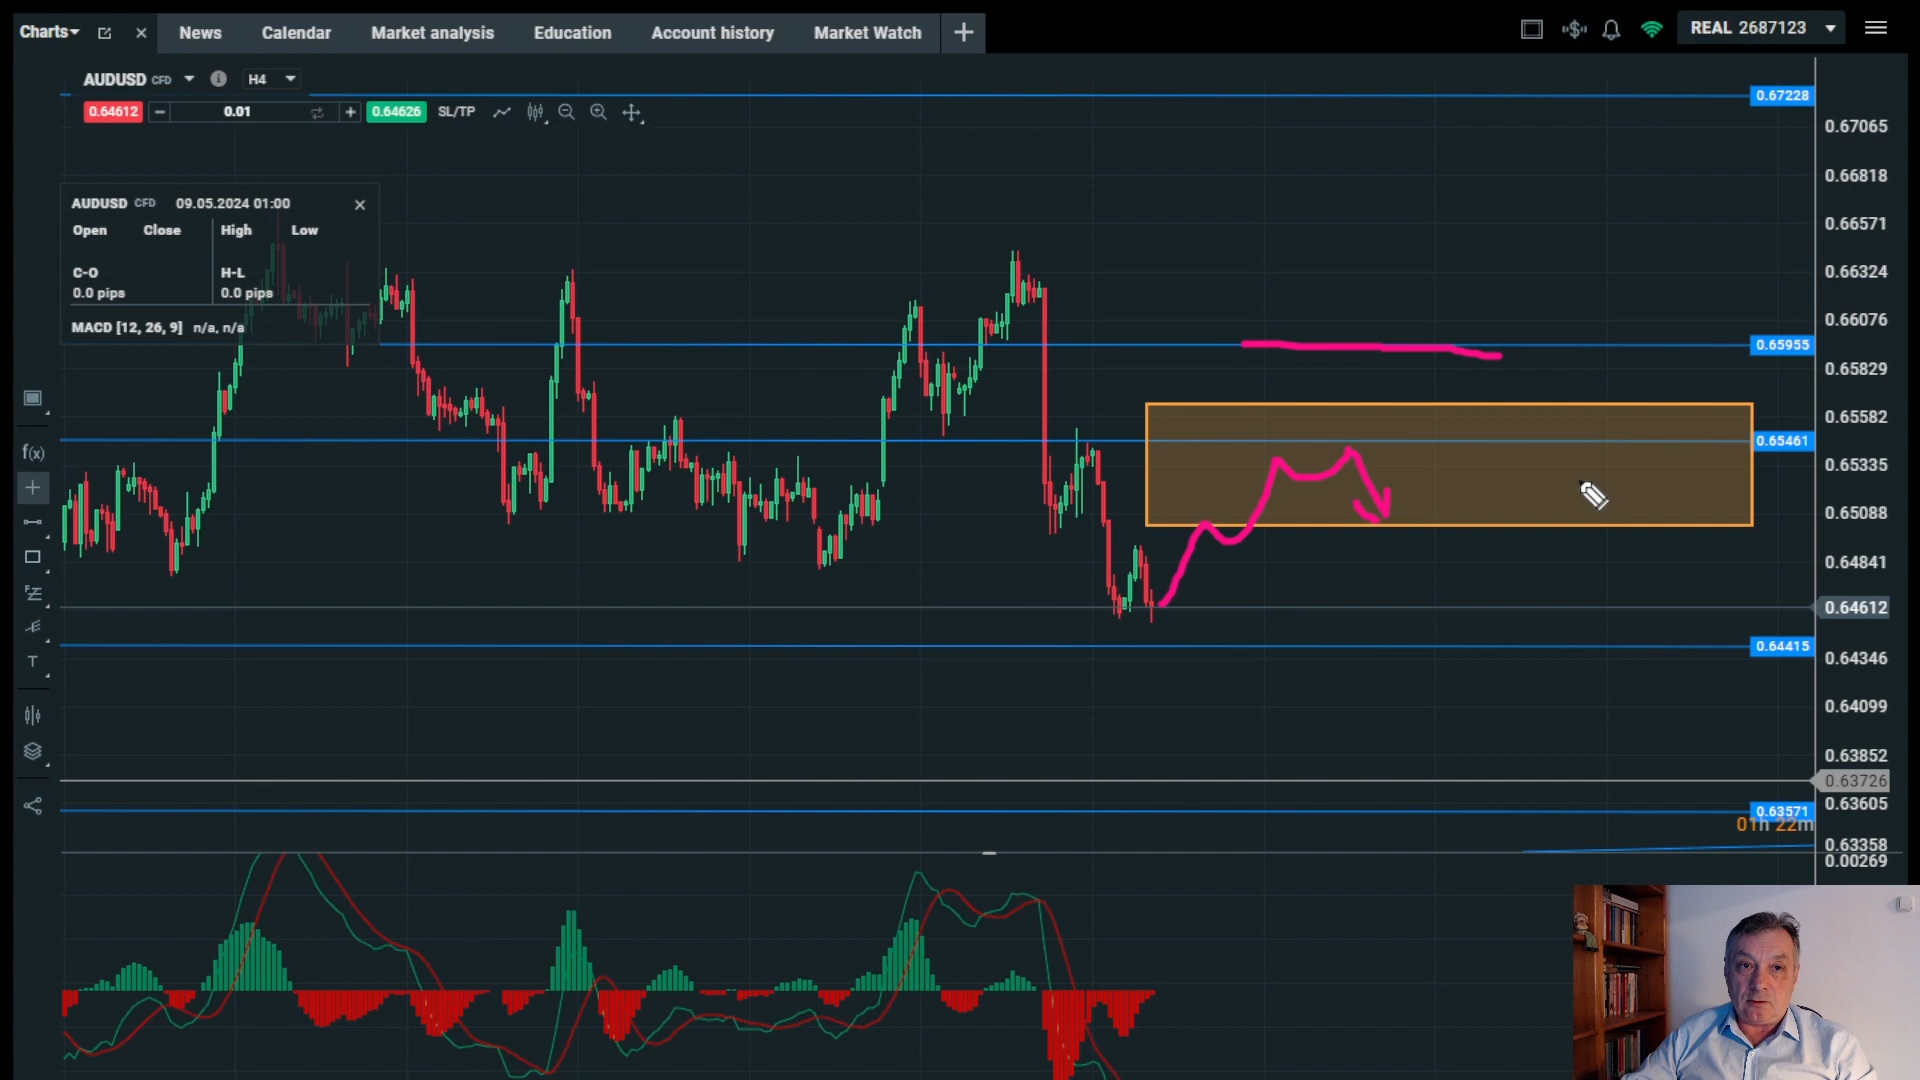 Charts
News
Calendar
Market analysis
Education
Account history
Market Watch
REAL 2687123
AUDUSD CFD
H4
0.64612
0.01
0.64626
SL/TP
AUDUSD CFD 09.05.2024 01:00
Open Close High Low
C-O H-L
0.0 pips 0.0 pips
MACD [12, 26, 9] n/a, n/a
f(x)
T
0.67228
0.67065
0.66818
0.66571
0.66324
0.66076
0.65955
0.65829
0.65582
0.65461
0.65335
0.65088
0.64841
0.64612
0.64415
0.64346
0.64099
0.63852
0.63726
0.63605
0.63571
01h 22m
0.63358
0.00269